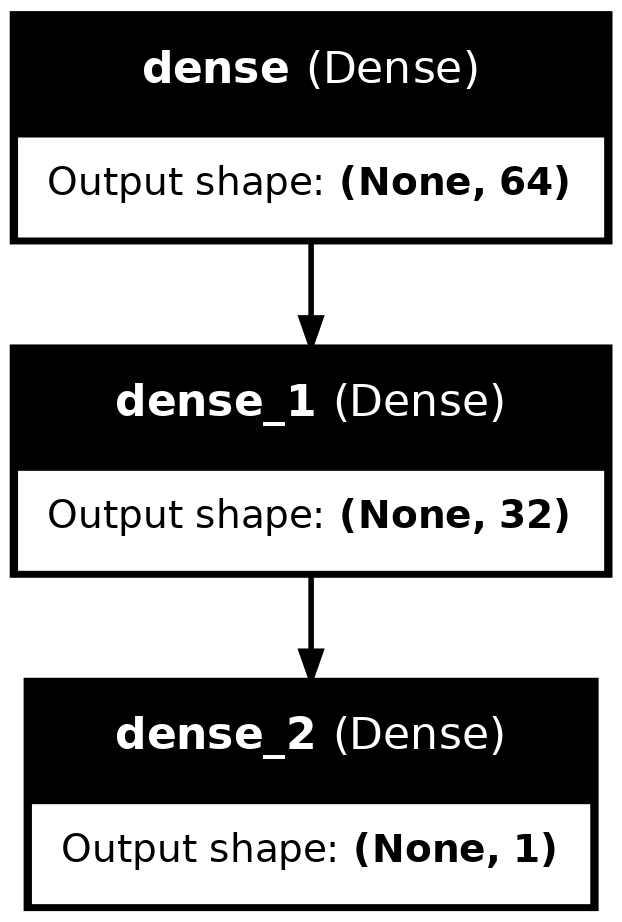 dense (Dense)
Output shape: (None, 64)
dense_1 (Dense)
Output shape: (None, 32)
dense_2 (Dense)
Output shape: (None, 1)